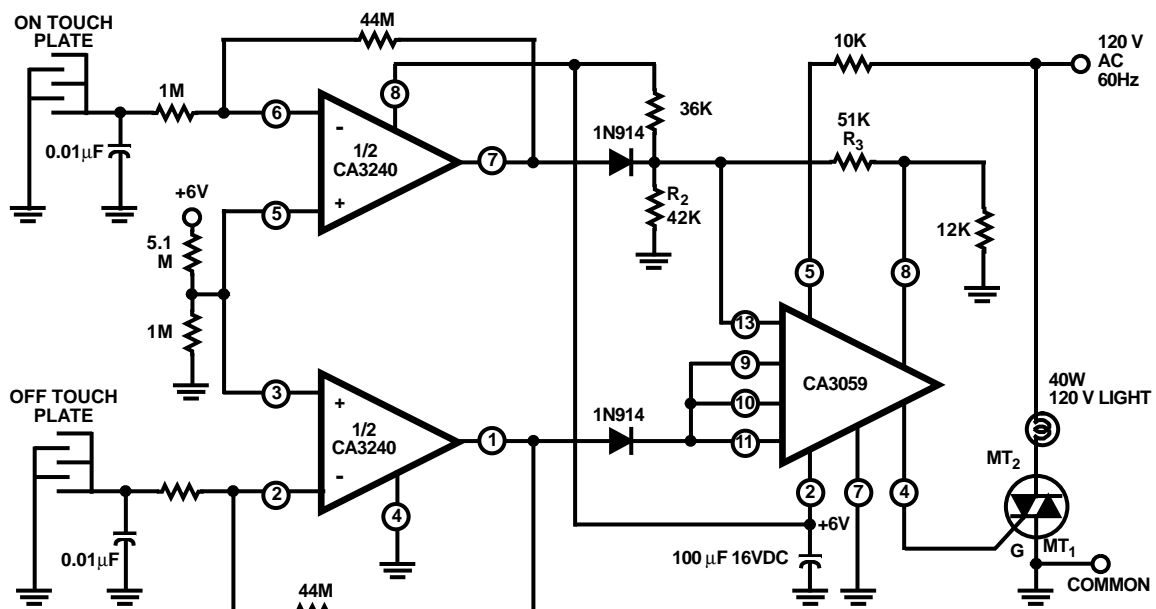 ON TOUCH
PLATE
44M
10K
120 V
AC
60Hz
1M
6
8
36K
51K
R3
1N914
0.01µF
-
1/2
CA3240
7
+6V
5
+
R2
42K
12K
5.1
M
5
8
1M
13
3
9
CA3059
40W
120 V LIGHT
OFF TOUCH
PLATE
+
1/2
CA3240
-
1
1N914
10
11
MT2
2
4
2
7
4
+6V
0.01µF
100 µF 16VDC
G
MT1
COMMON
44M